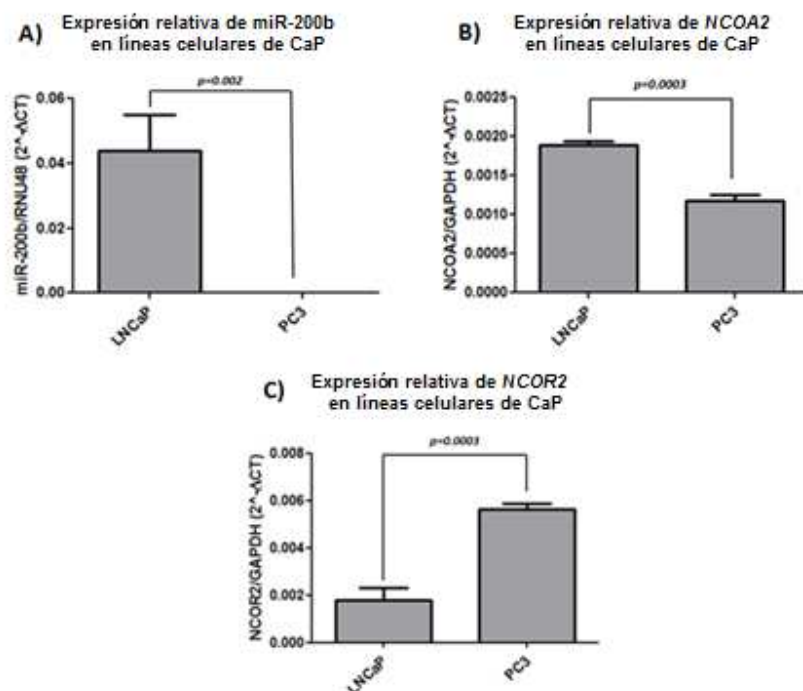 A) Expresión relativa de miR-200b
en líneas celulares de CaP
p=0.002
miR-200b/RNU48 (2^-ΔCT)
0.06
0.04
0.02
0.00
LNCaP
PC3
B) Expresión relativa de NCOA2
en líneas celulares de CaP
p=0.0003
NCOA2/GAPDH (2^-ΔCT)
0.0025
0.0020
0.0015
0.0010
0.0005
0.0000
LNCaP
PC3
C) Expresión relativa de NCOR2
en líneas celulares de CaP
p=0.0003
NCOR2/GAPDH (2^-ΔCT)
0.008
0.006
0.004
0.002
0.000
LNCaP
PC3